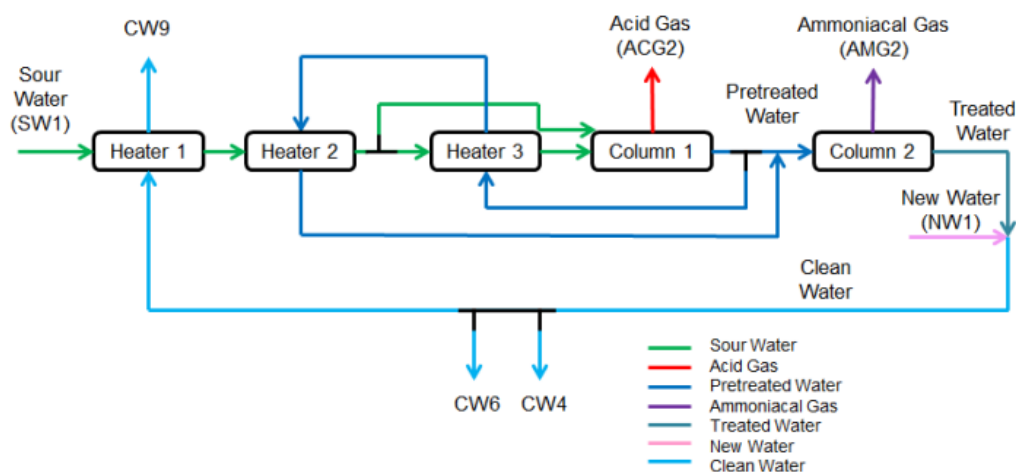 CW9
Acid Gas
(ACG2)
Ammoniacal Gas
(AMG2)
Sour
Water
(SW1)
Pretreated
Water
Treated
Water
Heater 1
Heater 2
Heater 3
Column 1
Column 2
New Water
(NW1)
Clean
Water
CW6
CW4
Sour Water
Acid Gas
Pretreated Water
Ammoniacal Gas
Treated Water
New Water
Clean Water